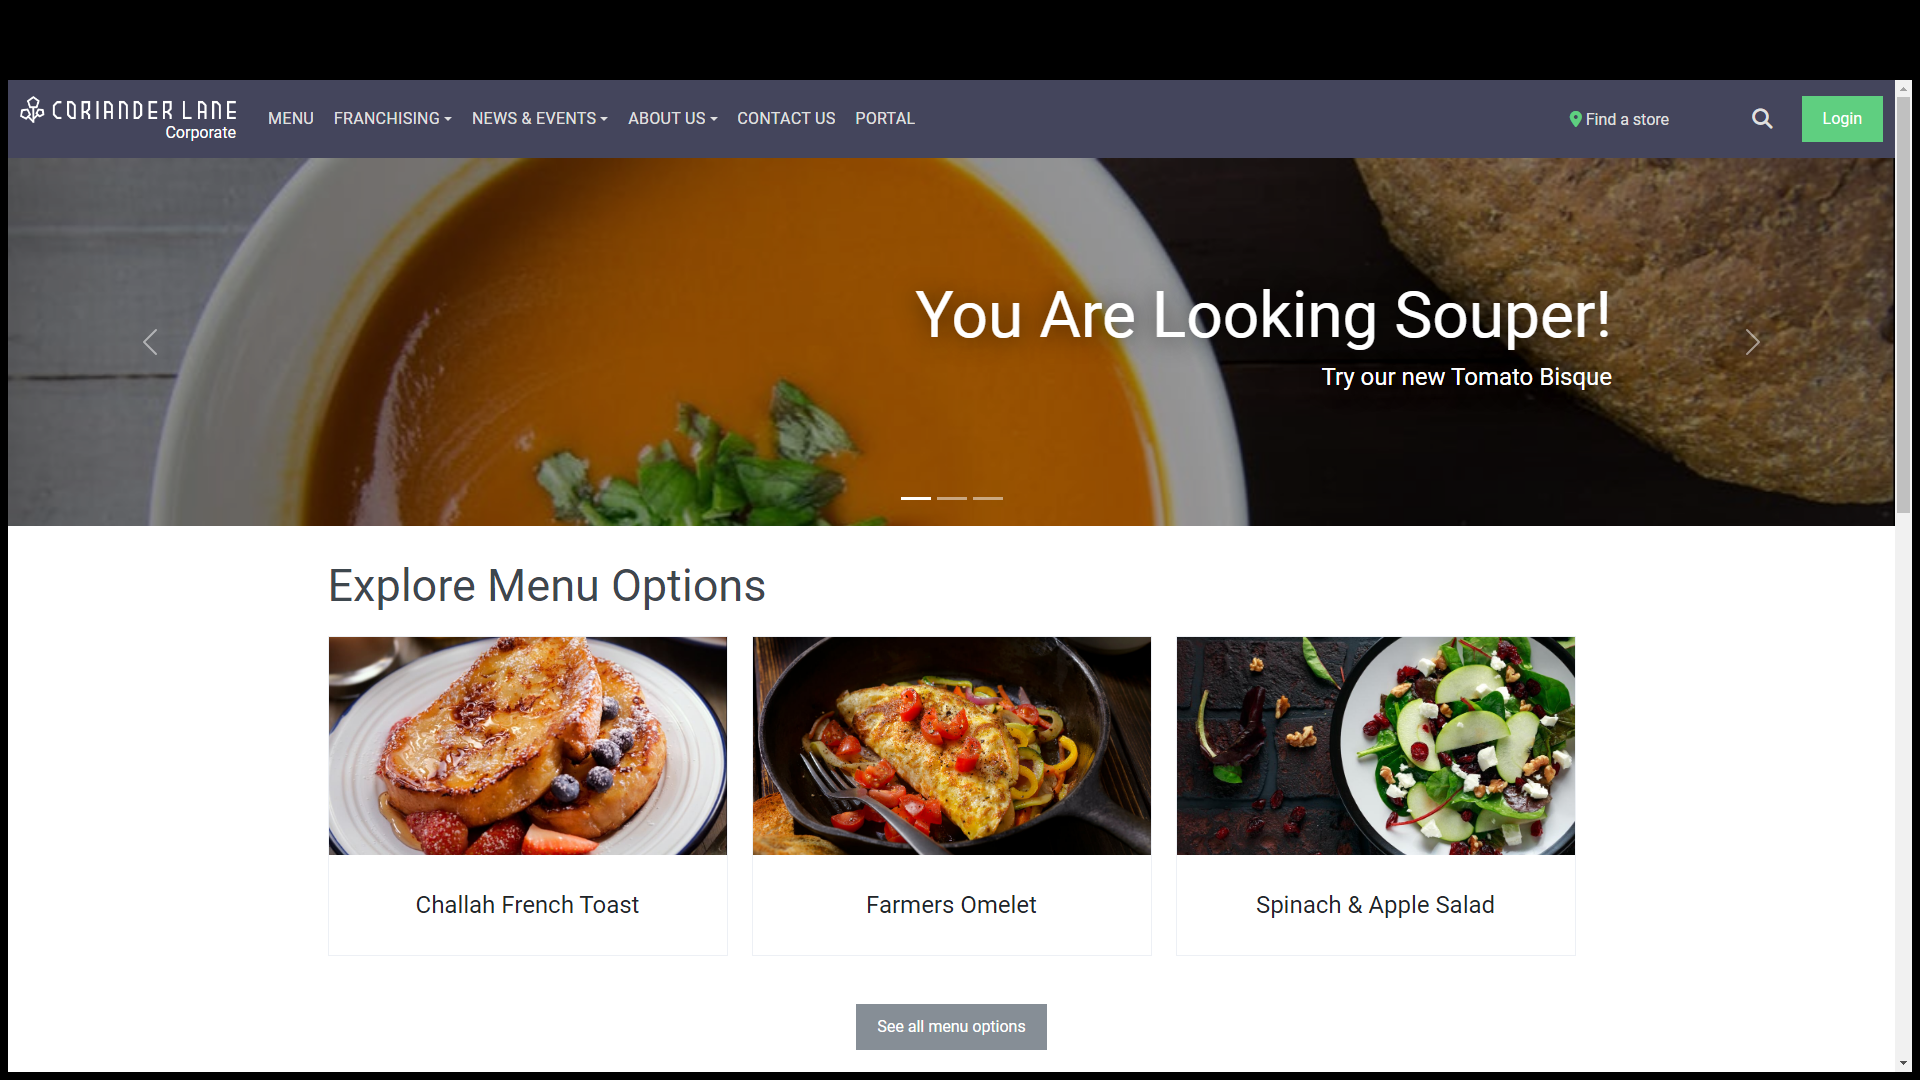 CORIANDER LANE
Corporate
MENU FRANCHISING NEWS & EVENTS ABOUT US CONTACT US PORTAL Find a store Login
You Are Looking Souper!
Try our new Tomato Bisque
Explore Menu Options
Challah French Toast Farmers Omelet Spinach & Apple Salad
See all menu options